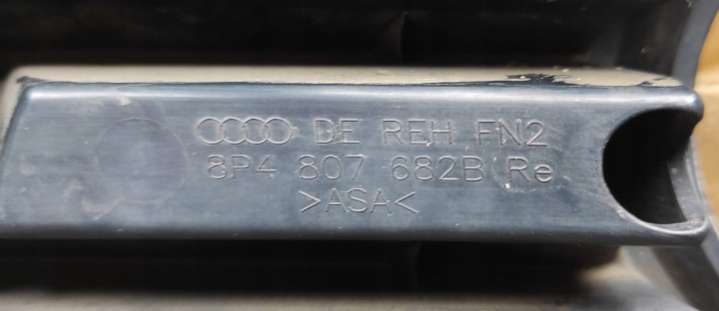 DE REH FN2
8P4 807 682B Re
>ASA<